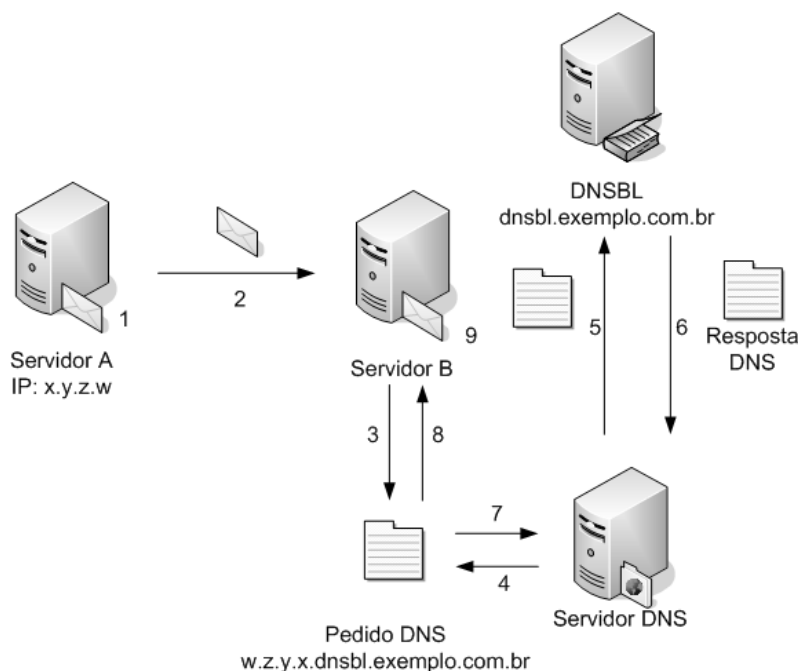 DNSBL
dnsbl.exemplo.com.br
1
2
Servidor A
IP: x.y.z.w
9
Servidor B
5
6
Resposta
DNS
3
8
7
4
Servidor DNS
Pedido DNS
w.z.y.x.dnsbl.exemplo.com.br